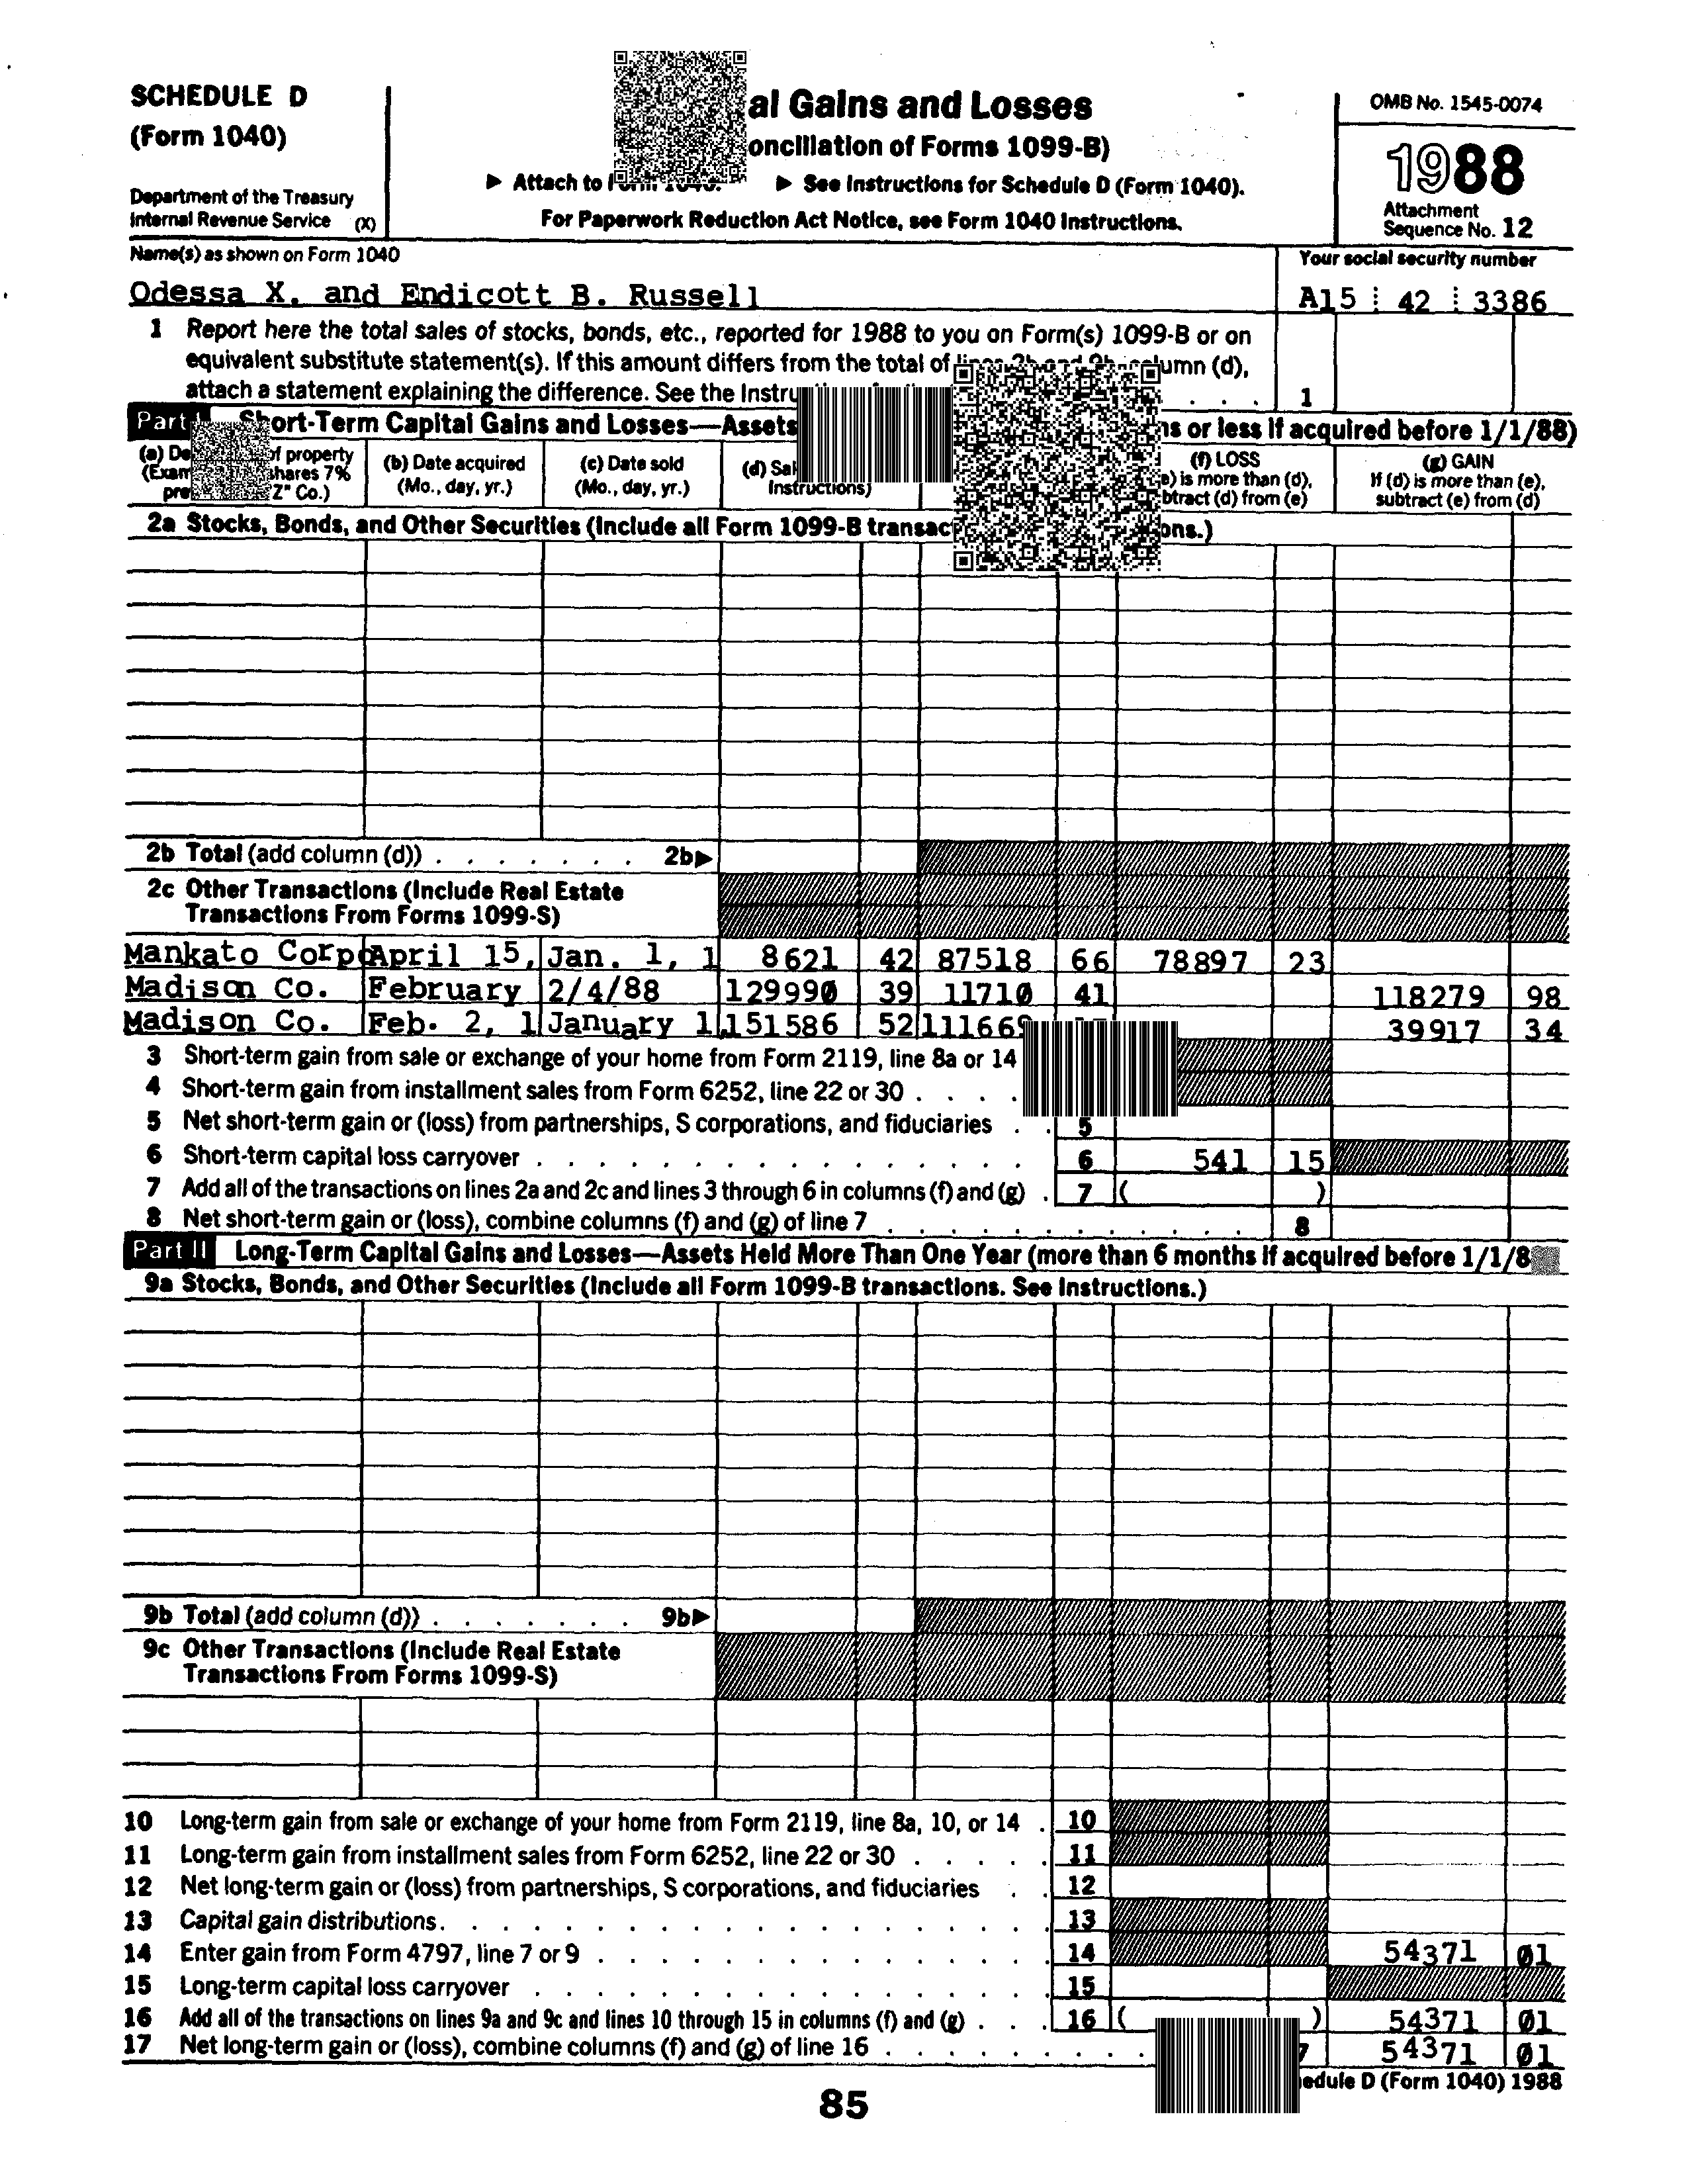 SCHEDULE D
(Form 1040)
Department of the Treasury
Internal Revenue Service (X)
al Gains and Losses
onciliation of Forms 1099-B)
▶ Attach to ▶ See Instructions for Schedule D (Form 1040).
For Paperwork Reduction Act Notice, see Form 1040 Instructions.
OMB No. 1545-0074
1988
Attachment
Sequence No. 12
Name(s) as shown on Form 1040
Your social security number
Odessa X. and Endicott B. Russell A15 42 3386
1 Report here the total sales of stocks, bonds, etc., reported for 1988 to you on Form(s) 1099-B or on
equivalent substitute statement(s). If this amount differs from the total of umn (d),
attach a statement explaining the difference. See the Instru . . . 1
Part Short-Term Capital Gains and Losses—Assets s or less if acquired before 1/1/88)
(a) De of property
(Exam shares 7%
pre Z" Co.)
(b) Date acquired
(Mo., day, yr.)
(c) Date sold
(Mo., day, yr.)
(d) Sal
Instructions)
(f) LOSS
) is more than (d),
btract (d) from (e)
(g) GAIN
If (d) is more than (e),
subtract (e) from (d)
2a Stocks, Bonds, and Other Securities (Include all Form 1099-B transac ons.)
2b Total (add column (d)) . . . . . . . 2b▶
2c Other Transactions (Include Real Estate
Transactions From Forms 1099-S)
Mankato Corp April 15, Jan. 1, 1 8621 42 87518 66 78897 23
Madison Co. February 2/4/88 129990 39 11710 41 118279 98
Madison Co. Feb. 2, 1 January 1 151586 52 111669 39917 34
3 Short-term gain from sale or exchange of your home from Form 2119, line 8a or 14
4 Short-term gain from installment sales from Form 6252, line 22 or 30 . . . .
5 Net short-term gain or (loss) from partnerships, S corporations, and fiduciaries . . 5
6 Short-term capital loss carryover . . . . . . . . . . . . . . . 6 541 15
7 Add all of the transactions on lines 2a and 2c and lines 3 through 6 in columns (f) and (g) . 7 ( )
8 Net short-term gain or (loss), combine columns (f) and (g) of line 7 . . . . . . . . . . . . 8
Part II Long-Term Capital Gains and Losses—Assets Held More Than One Year (more than 6 months if acquired before 1/1/8
9a Stocks, Bonds, and Other Securities (Include all Form 1099-B transactions. See Instructions.)
9b Total (add column (d)) . . . . . . . 9b▶
9c Other Transactions (Include Real Estate
Transactions From Forms 1099-S)
10 Long-term gain from sale or exchange of your home from Form 2119, line 8a, 10, or 14 . 10
11 Long-term gain from installment sales from Form 6252, line 22 or 30 . . . . . 11
12 Net long-term gain or (loss) from partnerships, S corporations, and fiduciaries . . 12
13 Capital gain distributions. . . . . . . . . . . . . . . . . . 13
14 Enter gain from Form 4797, line 7 or 9 . . . . . . . . . . . . . 14 54371 01
15 Long-term capital loss carryover . . . . . . . . . . . . . . . 15
16 Add all of the transactions on lines 9a and 9c and lines 10 through 15 in columns (f) and (g) . . . 16 ( ) 54371 01
17 Net long-term gain or (loss), combine columns (f) and (g) of line 16 . . . . . . . . . 7 54371 01
edule D (Form 1040) 1988
85